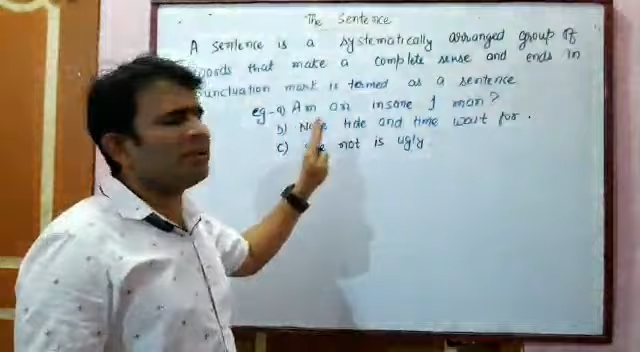 The Sentence
A sentence is a systematically arranged group of
words that make a complete sense and ends in
punctuation mark is termed as a sentence
eg- a) Am an insane I man?
b) tide and time wait for.
c) not is ugly